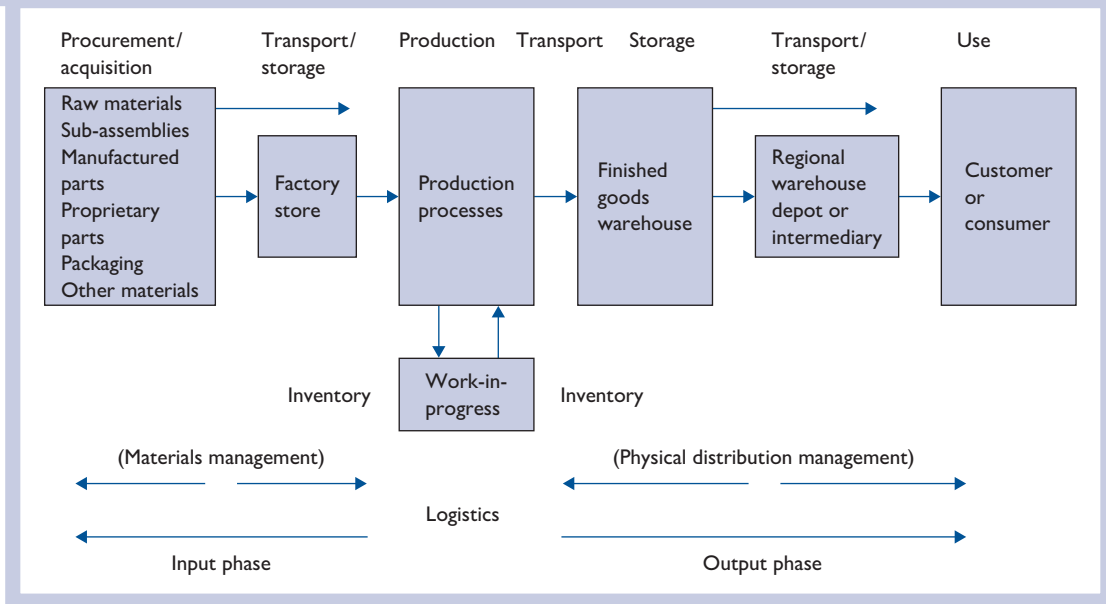 Procurement/
acquisition
Transport/
storage
Production
Transport
Storage
Transport/
storage
Use
Raw materials
Sub-assemblies
Manufactured
parts
Proprietary
parts
Packaging
Other materials
Factory
store
Production
processes
Finished
goods
warehouse
Regional
warehouse
depot or
intermediary
Customer
or
consumer
Inventory
Work-in-
progress
Inventory
(Materials management)
(Physical distribution management)
Logistics
Input phase
Output phase